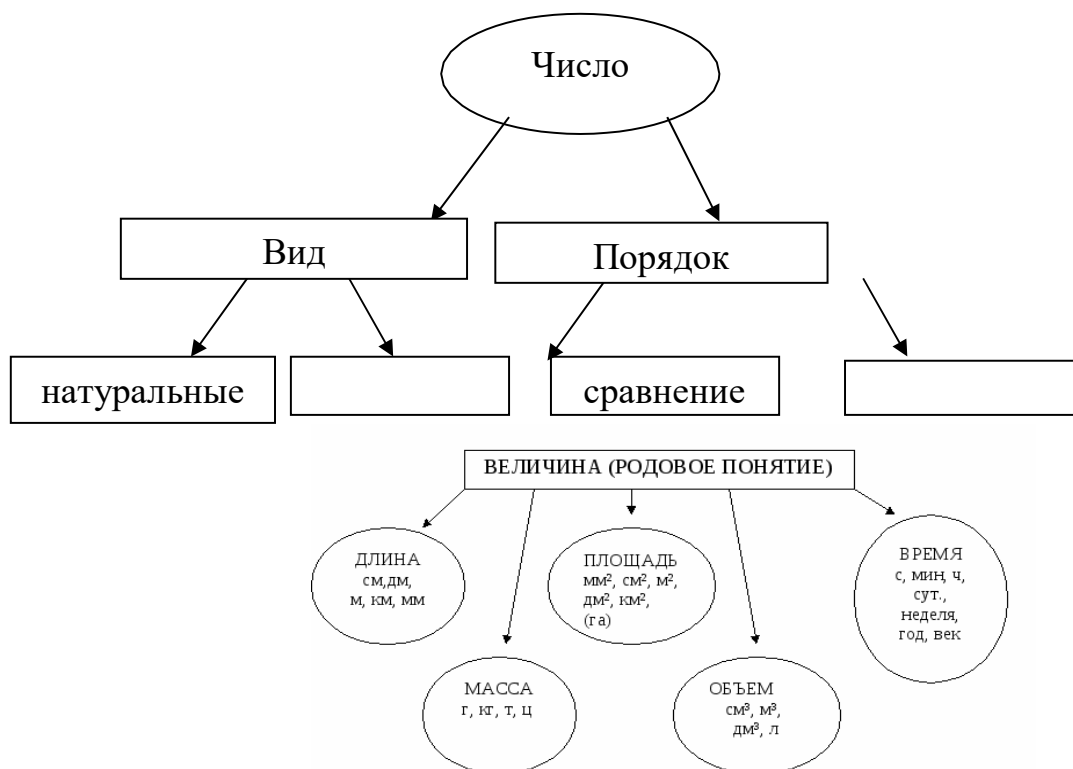 Число
Вид
Порядок
натуральные
сравнение
ВЕЛИЧИНА (РОДОВОЕ ПОНЯТИЕ)
ДЛИНА
см,дм,
м, км, мм
ПЛОЩАДЬ
мм², см², м²,
дм², км²,
(га)
ВРЕМЯ
с, мин, ч,
сут.,
неделя,
год, век
МАССА
г, кг, т, ц
ОБЪЕМ
см³, м³,
дм³, л